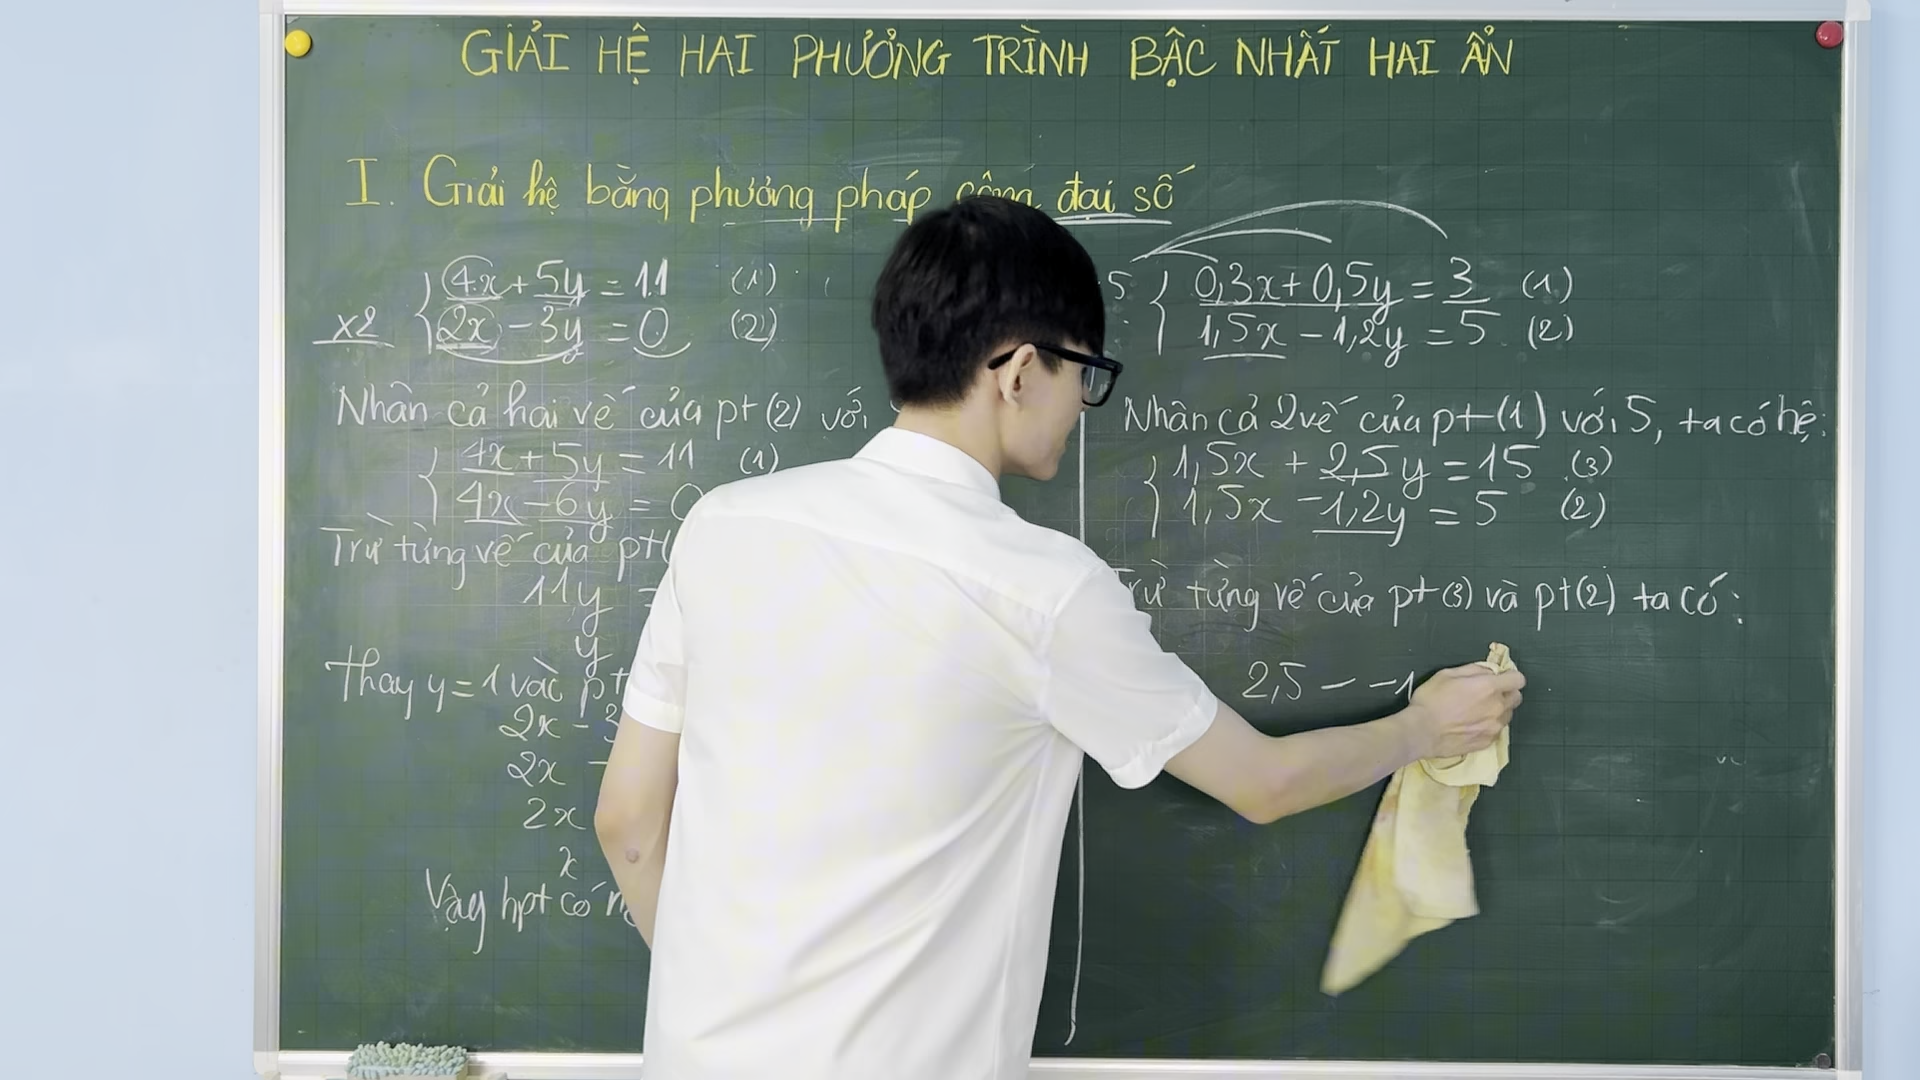 GIẢI HỆ HAI PHƯƠNG TRÌNH BẬC NHẤT HAI ẨN
I. Giải hệ bằng phương pháp cộng đại số
4x + 5y = 11 (1)
x2 2x - 3y = 0 (2)
Nhân cả hai vế của pt (2) với
4x + 5y = 11 (1)
4x - 6y = 0
Trừ từng vế của pt (
11y =
y
Thay y = 1 vào pt
2x - 3
2x -
2x
x
Vậy hpt có n
5 0,3x + 0,5y = 3 (1)
1,5x - 1,2y = 5 (2)
Nhân cả 2 vế của pt (1) với 5, ta có hệ:
1,5x + 2,5y = 15 (3)
1,5x - 1,2y = 5 (2)
Trừ từng vế của pt (3) và pt (2) ta có:
2,5 - -1